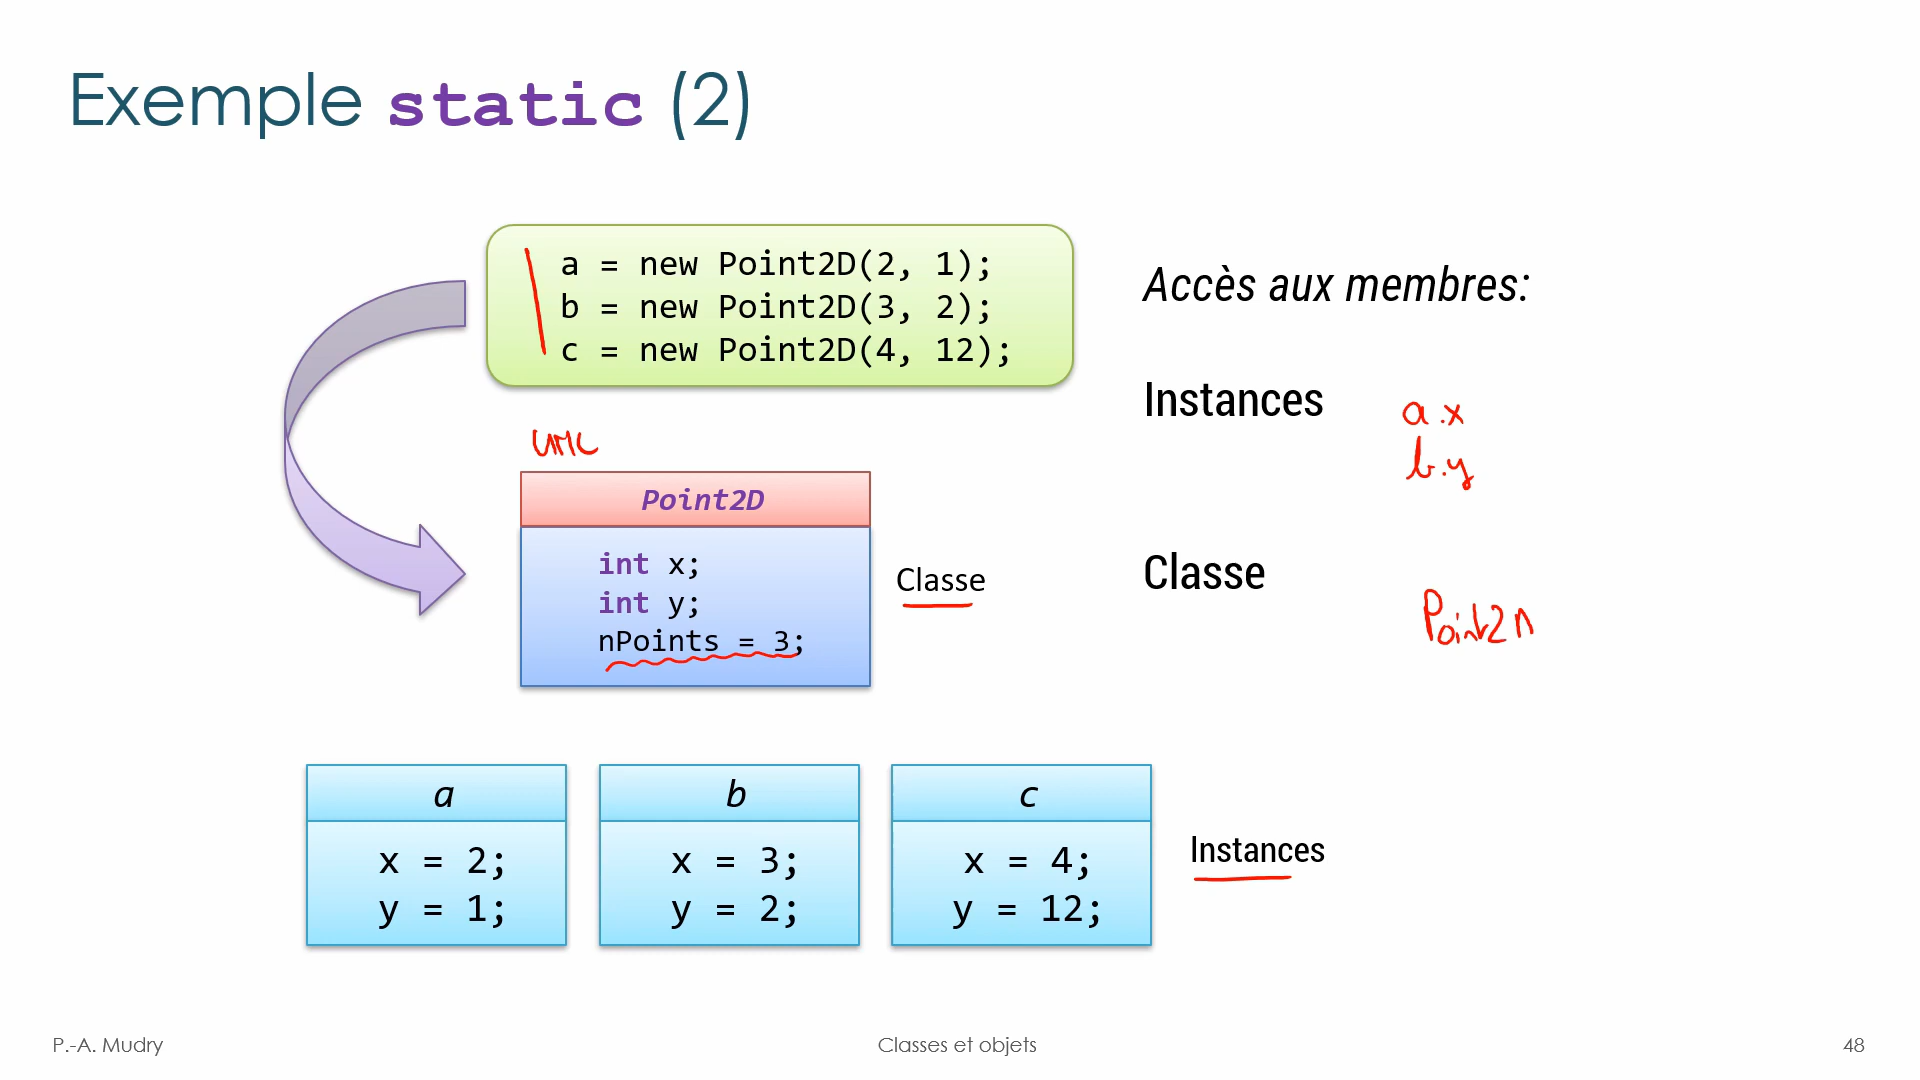 Exemple static (2)
a = new Point2D(2, 1);
b = new Point2D(3, 2);
c = new Point2D(4, 12);
Accès aux membres:
Instances
a.x
b.y
UML
Point2D
int x;
int y;
nPoints = 3;
Classe
Classe
Point2n
a
x = 2;
y = 1;
b
x = 3;
y = 2;
c
x = 4;
y = 12;
Instances
P.-A. Mudry
Classes et objets
48